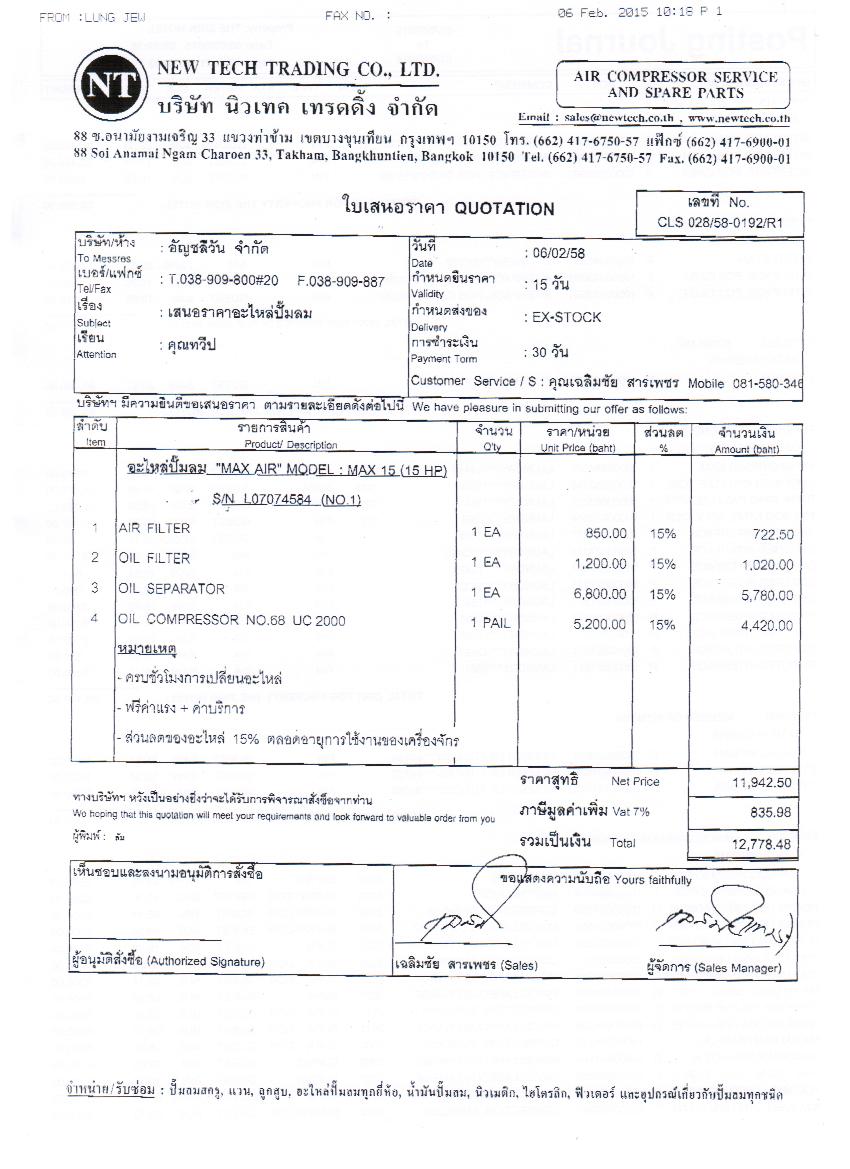 FROM :LUNG JEW FAX NO. : 06 Feb. 2015 10:18 P 1
NT
NEW TECH TRADING CO., LTD.
บริษัท นิวเทค เทรดดิ้ง จำกัด
AIR COMPRESSOR SERVICE
AND SPARE PARTS
Email : sales@newtech.co.th , www.newtech.co.th
88 ซ.อนามัยงามเจริญ 33 แขวงท่าข้าม เขตบางขุนเทียน กรุงเทพฯ 10150 โทร. (662) 417-6750-57 แฟ็กซ์ (662) 417-6900-01
88 Soi Anamai Ngam Charoen 33, Takham, Bangkhuntien, Bangkok 10150 Tel. (662) 417-6750-57 Fax. (662) 417-6900-01
ใบเสนอราคา QUOTATION
เลขที่ No.
CLS 028/58-0192/R1
บริษัท/ห้าง : อัญชลีวัน จำกัด
To Messres
เบอร์/แฟกซ์ : T.038-909-800#20 F.038-909-887
Tel/Fax
เรื่อง : เสนอราคาอะไหล่ปั๊มลม
Subject
เรียน : คุณทวีป
Attention
วันที่ : 06/02/58
Date
กำหนดยืนราคา : 15 วัน
Validity
กำหนดส่งของ : EX-STOCK
Delivery
การชำระเงิน : 30 วัน
Payment Term
Customer Service / S : คุณเฉลิมชัย สารเพชร Mobile 081-580-346
บริษัทฯ มีความยินดีขอเสนอราคา ตามรายละเอียดดังต่อไปนี้ We have pleasure in submitting our offer as follows:
ลำดับ รายการสินค้า จำนวน ราคา/หน่วย ส่วนลด จำนวนเงิน
Item Product/ Description Q'ty Unit Price (baht) % Amount (baht)
อะไหล่ปั๊มลม "MAX AIR" MODEL : MAX 15 (15 HP)
S/N L07074584 (NO.1)
1 AIR FILTER 1 EA 850.00 15% 722.50
2 OIL FILTER 1 EA 1,200.00 15% 1,020.00
3 OIL SEPARATOR 1 EA 6,800.00 15% 5,780.00
4 OIL COMPRESSOR NO.68 UC 2000 1 PAIL 5,200.00 15% 4,420.00
หมายเหตุ
- ครบชั่วโมงการเปลี่ยนอะไหล่
- ฟรีค่าแรง + ค่าบริการ
- ส่วนลดของอะไหล่ 15% ตลอดอายุการใช้งานของเครื่องจักร
ราคาสุทธิ Net Price 11,942.50
ทางบริษัทฯ หวังเป็นอย่างยิ่งว่าจะได้รับการพิจารณาสั่งซื้อจากท่าน
We hoping that this quotation will meet your requirements and look forward to valuable order from you
ภาษีมูลค่าเพิ่ม Vat 7% 835.98
ผู้พิมพ์ :
รวมเป็นเงิน Total 12,778.48
เห็นชอบและลงนามอนุมัติการสั่งซื้อ
ขอแสดงความนับถือ Yours faithfully
ผู้อนุมัติสั่งซื้อ (Authorized Signature)
เฉลิมชัย สารเพชร (Sales)
ผู้จัดการ (Sales Manager)
จำหน่าย/รับซ่อม : ปั๊มลมสครู, แวน, ลูกสูบ, อะไหล่ปั๊มลมทุกยี่ห้อ, น้ำมันปั๊มลม, นิวเมติก, ไฮโดรลิก, ฟิวเตอร์ และอุปกรณ์เกี่ยวกับปั๊มลมทุกชนิด